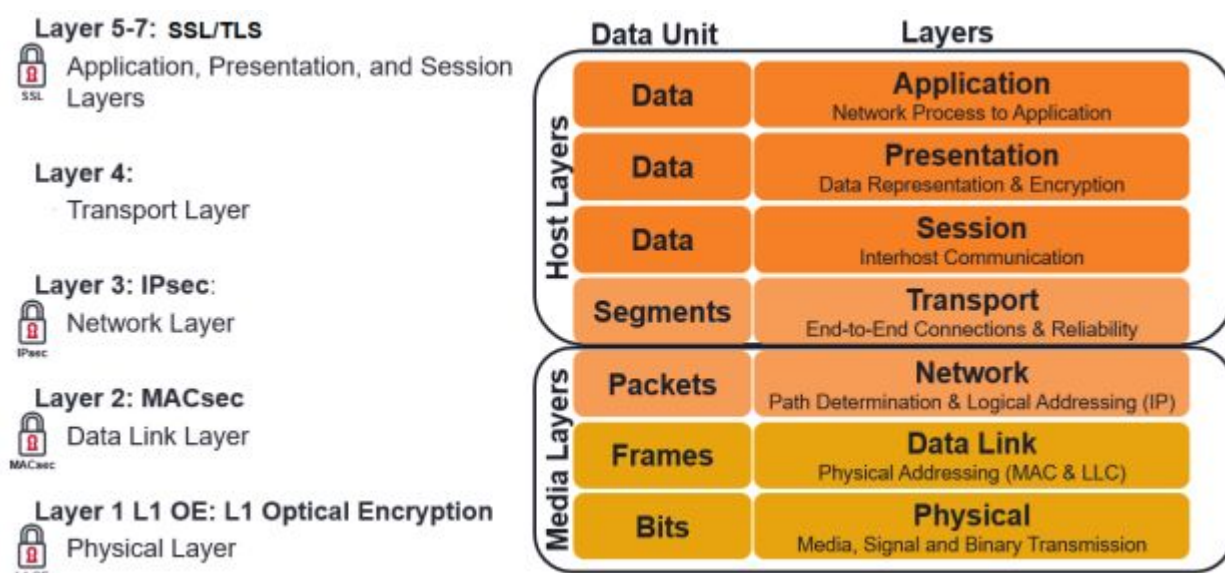 Layer 5-7: SSL/TLS
SSL
Application, Presentation, and Session
Layers
Layer 4:
Transport Layer
Layer 3: IPsec:
IPsec
Network Layer
Layer 2: MACsec
MACsec
Data Link Layer
Layer 1 L1 OE: L1 Optical Encryption
Physical Layer
Data Unit
Layers
Host Layers
Data
Application
Network Process to Application
Data
Presentation
Data Representation & Encryption
Data
Session
Interhost Communication
Segments
Transport
End-to-End Connections & Reliability
Media Layers
Packets
Network
Path Determination & Logical Addressing (IP)
Frames
Data Link
Physical Addressing (MAC & LLC)
Bits
Physical
Media, Signal and Binary Transmission